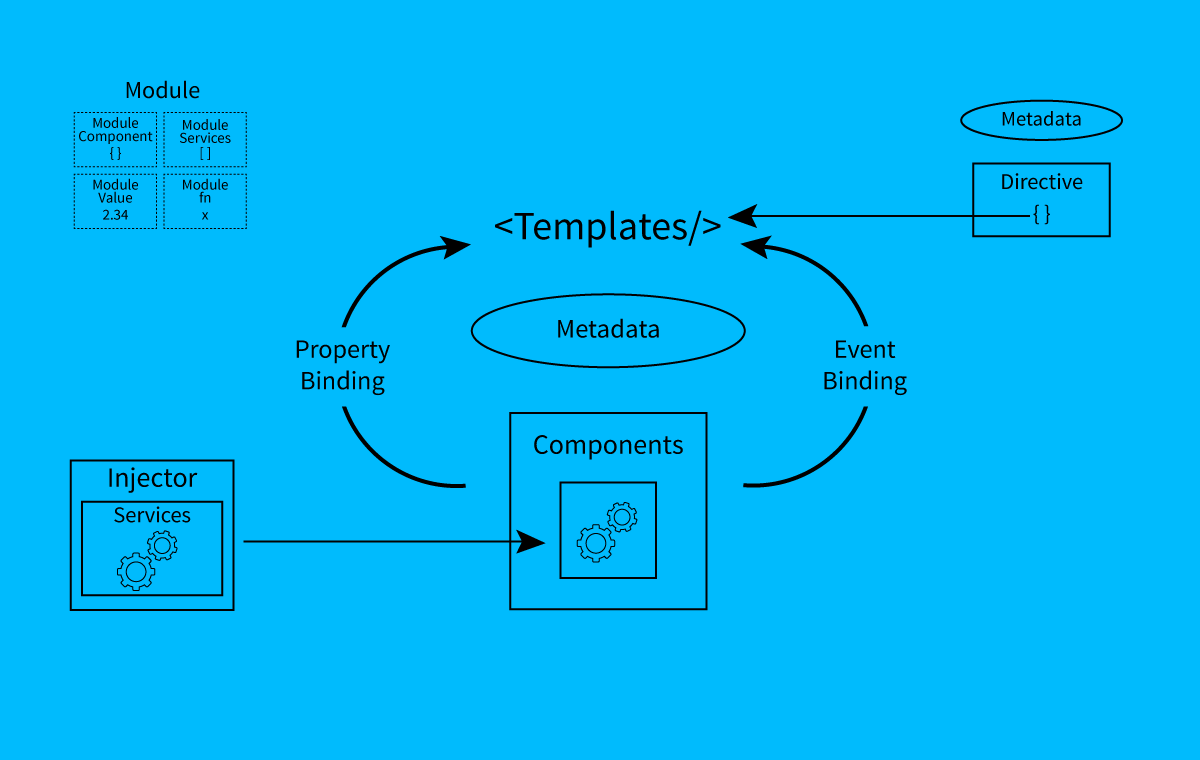 Module
Module
Component
{ }
Module
Services
[ ]
Module
Value
2.34
Module
fn
x
Metadata
Directive
{ }
<Templates/>
Metadata
Property
Binding
Event
Binding
Components
Injector
Services